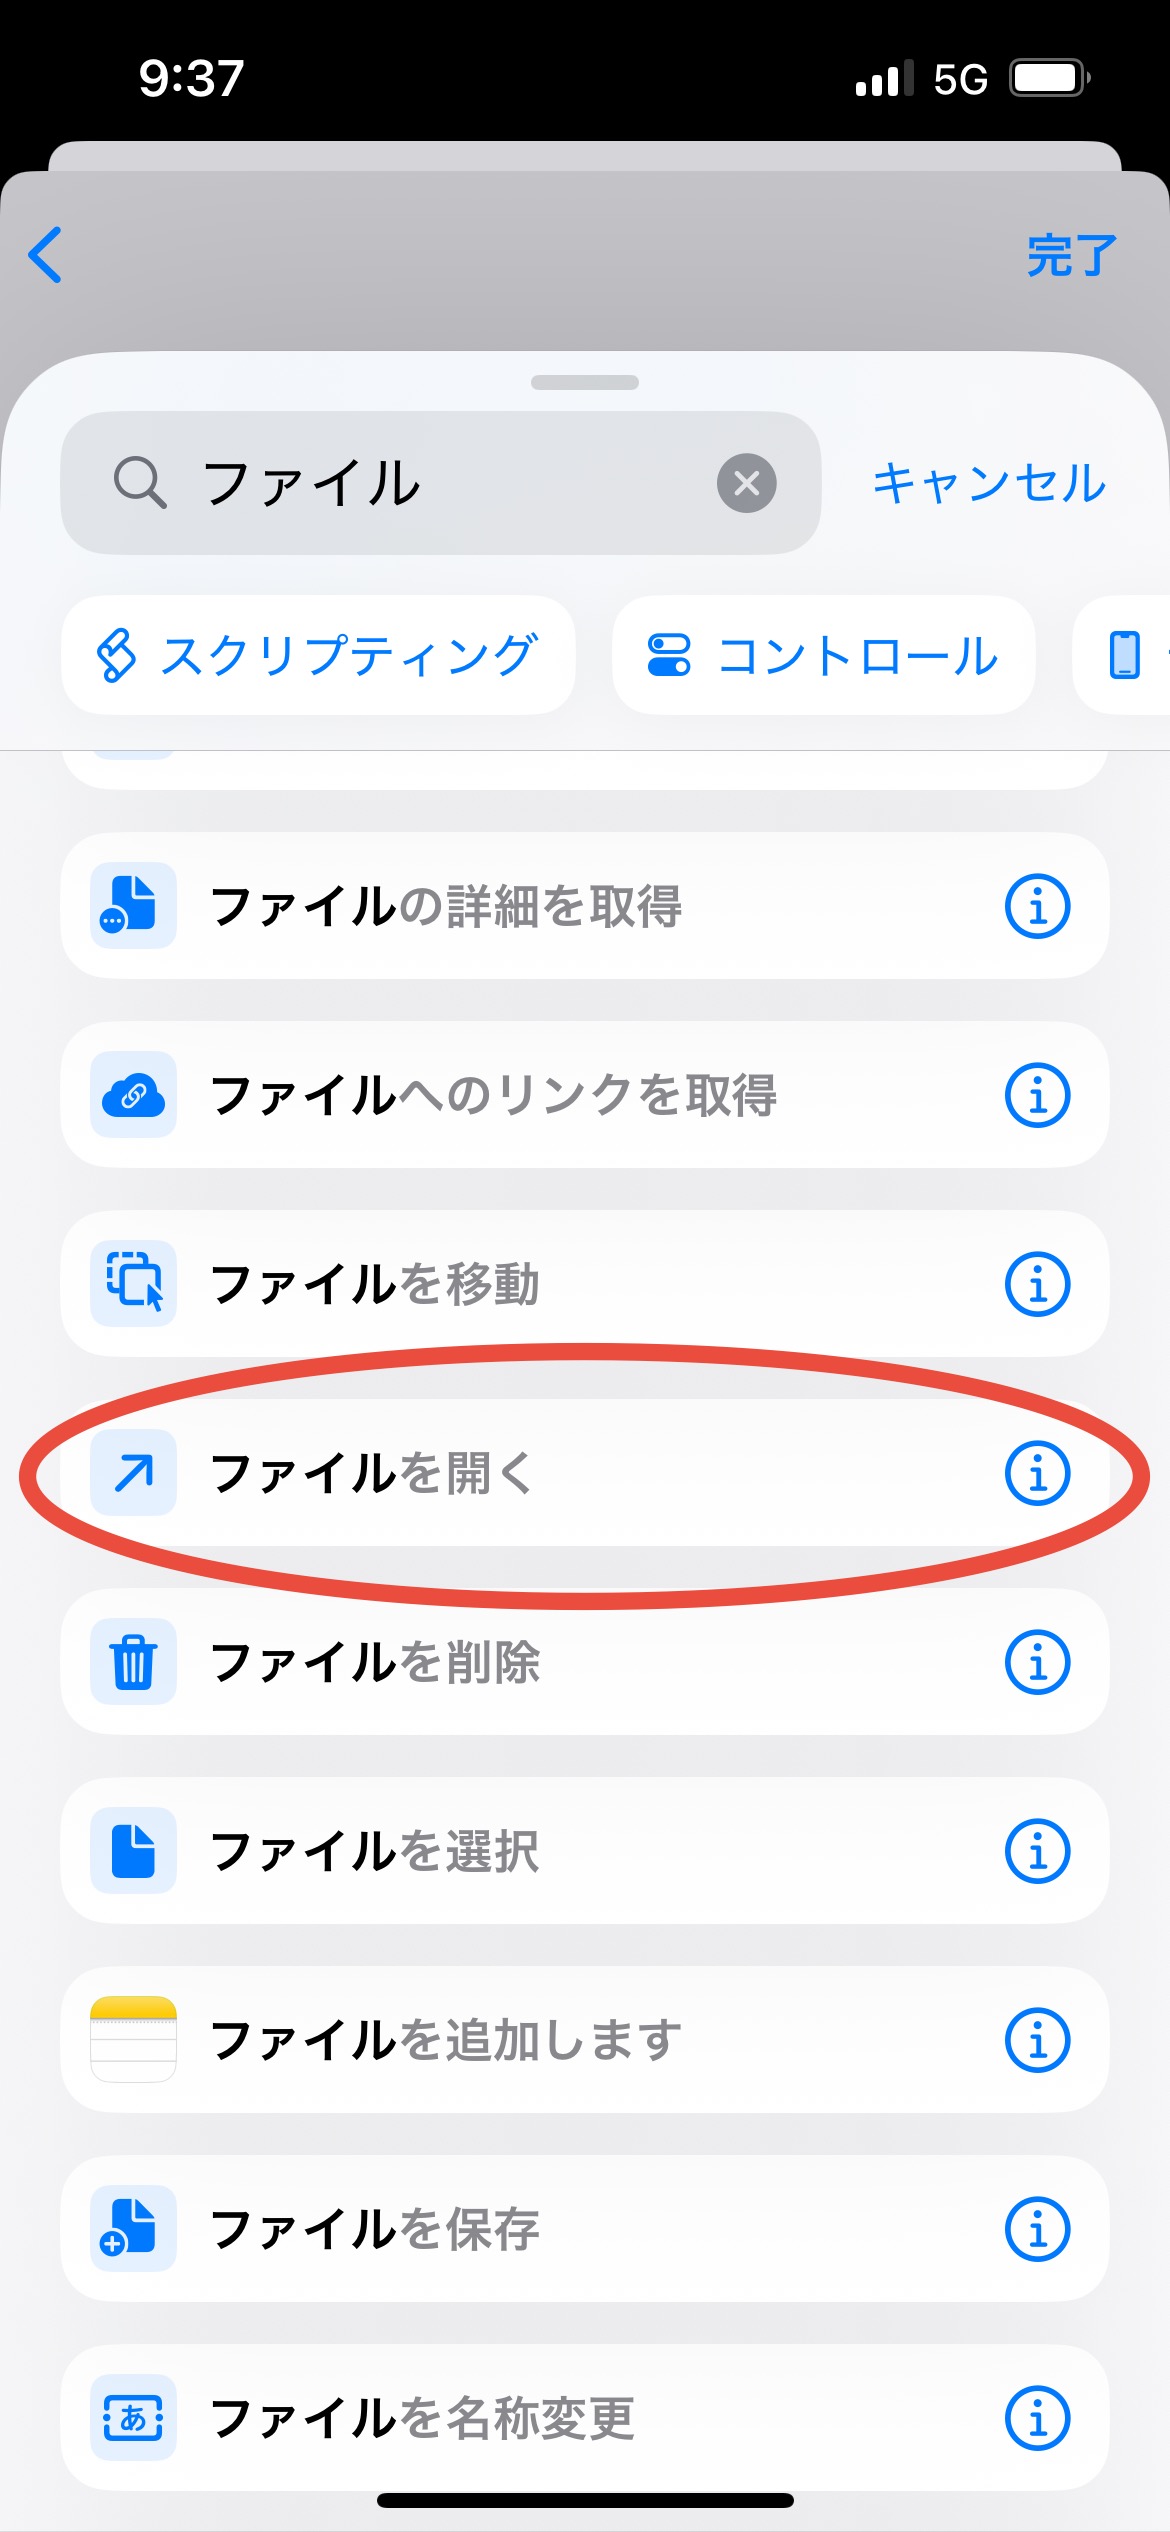 9:37
5G
完了
ファイル
キャンセル
スクリプティング
コントロール
ファイルの詳細を取得
ファイルへのリンクを取得
ファイルを移動
ファイルを開く
ファイルを削除
ファイルを選択
ファイルを追加します
ファイルを保存
あ
ファイルを名称変更